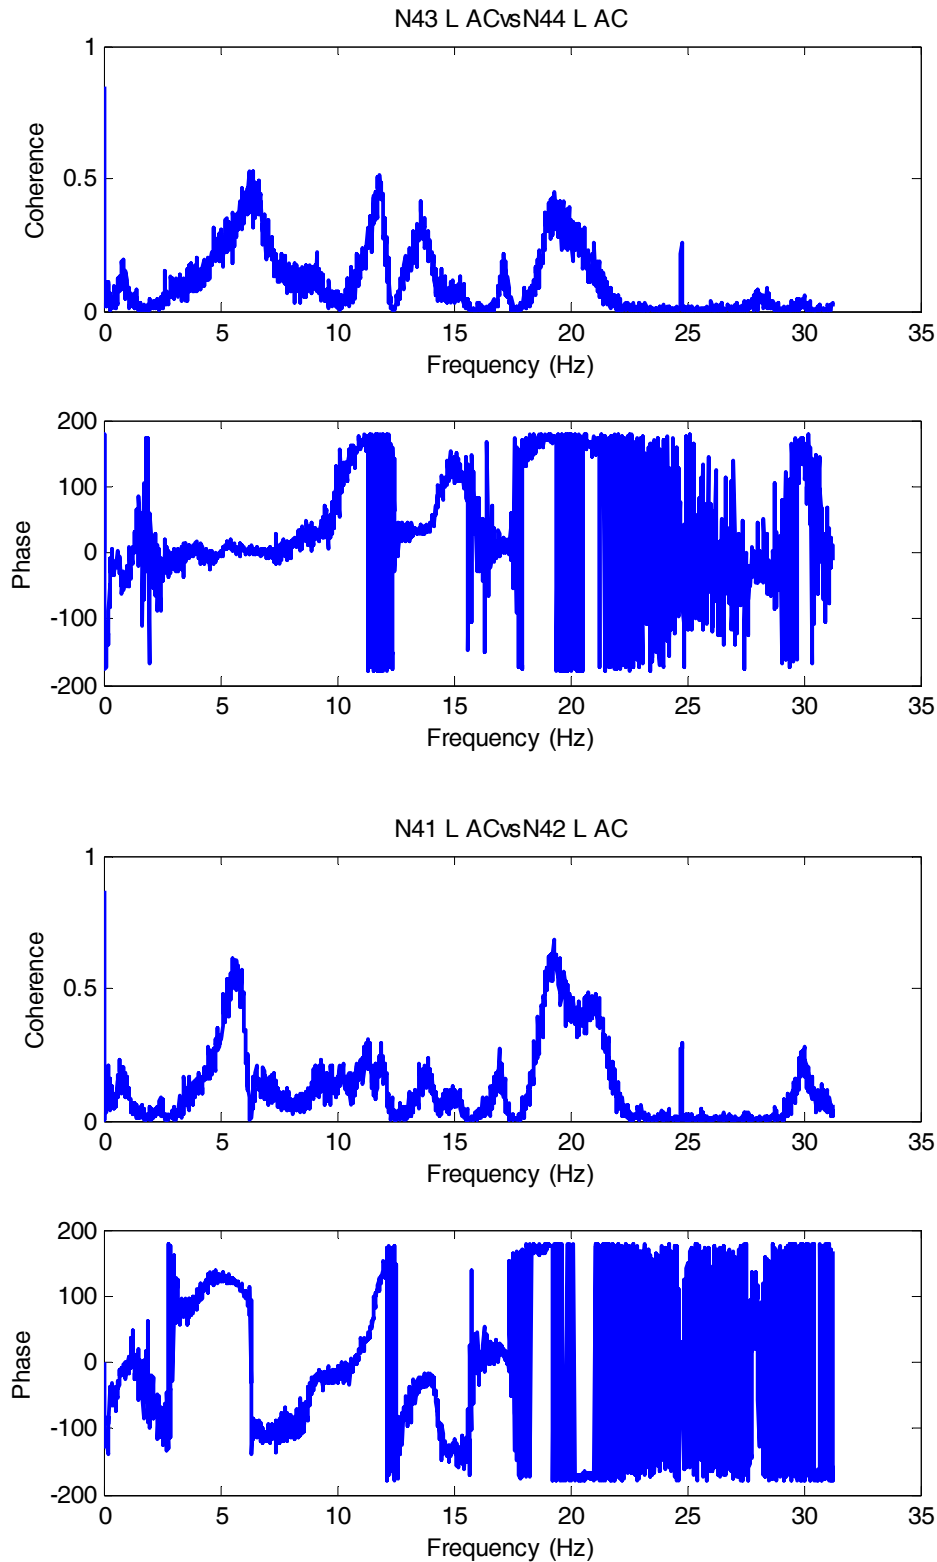 N43 L ACvsN44 L AC
1
0.5
0
Coherence
0 5 10 15 20 25 30 35
Frequency (Hz)
200
100
0
-100
-200
Phase
0 5 10 15 20 25 30 35
Frequency (Hz)
N41 L ACvsN42 L AC
1
0.5
0
Coherence
0 5 10 15 20 25 30 35
Frequency (Hz)
200
100
0
-100
-200
Phase
0 5 10 15 20 25 30 35
Frequency (Hz)